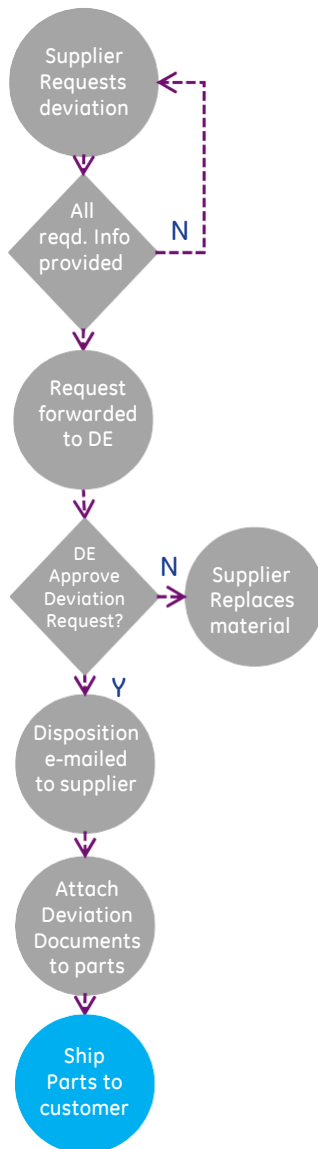 Supplier
Requests
deviation
All
reqd. Info
provided
N
Request
forwarded
to DE
DE
Approve
Deviation
Request?
N
Supplier
Replaces
material
Y
Disposition
e-mailed
to supplier
Attach
Deviation
Documents
to parts
Ship
Parts to
customer